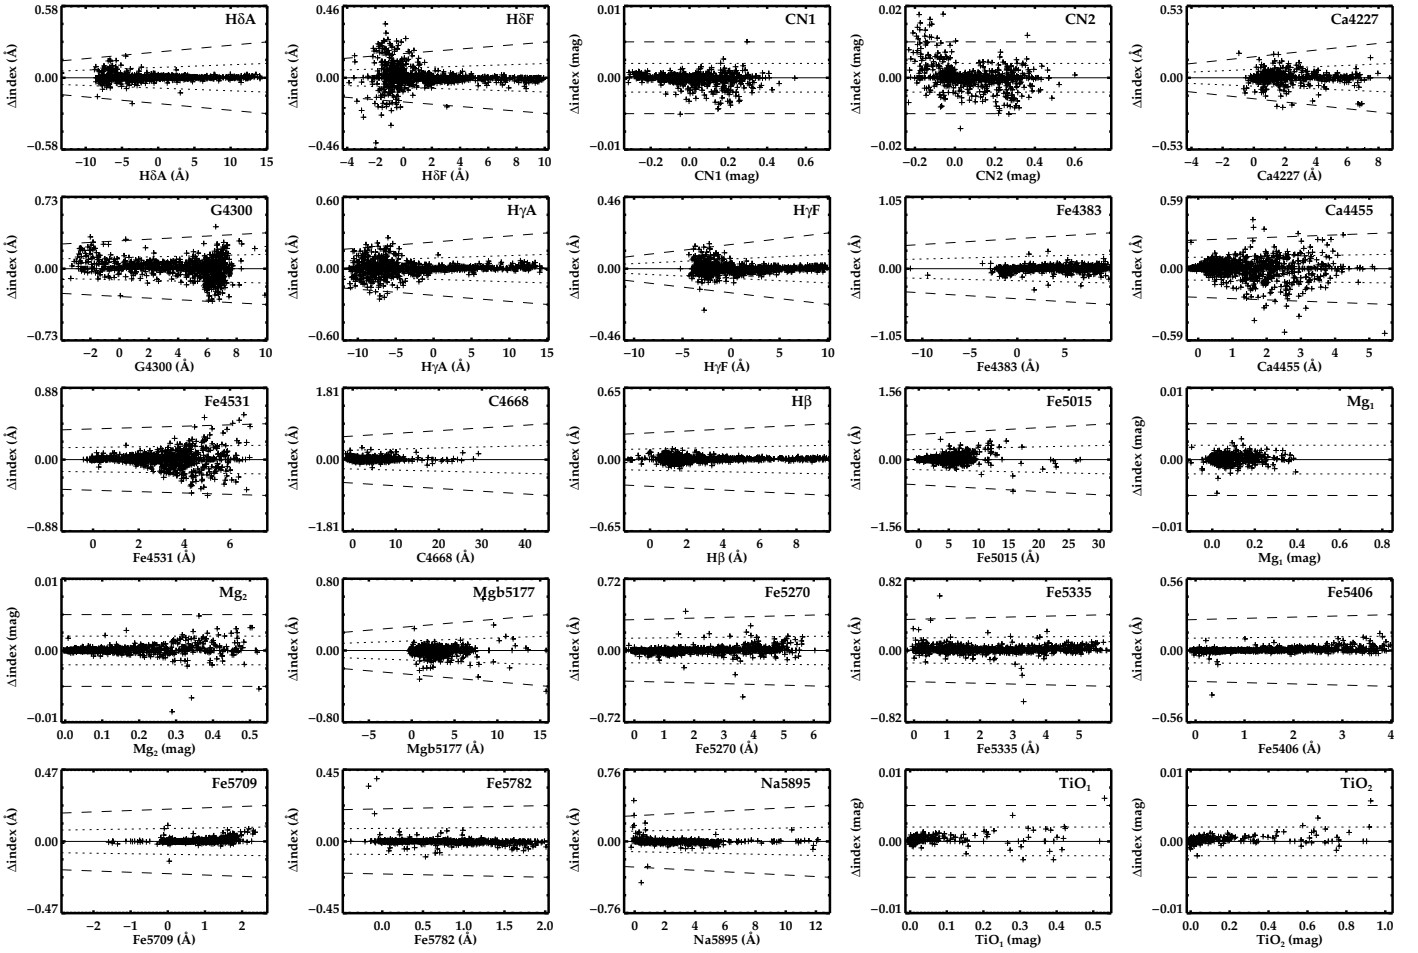 0.58 HδA
Δindex (Å)
0.00
−0.58
−10 −5 0 5 10 15
HδA (Å)
0.46 HδF
Δindex (Å)
0.00
−0.46
−4 −2 0 2 4 6 8 10
HδF (Å)
0.01 CN1
Δindex (mag)
0.00
−0.01
−0.2 0.0 0.2 0.4 0.6
CN1 (mag)
0.02 CN2
Δindex (mag)
0.00
−0.02
−0.2 0.0 0.2 0.4 0.6
CN2 (mag)
0.53 Ca4227
Δindex (Å)
0.00
−0.53
−4 −2 0 2 4 6 8
Ca4227 (Å)
0.73 G4300
Δindex (Å)
0.00
−0.73
−2 0 2 4 6 8 10
G4300 (Å)
0.60 HγA
Δindex (Å)
0.00
−0.60
−10 −5 0 5 10 15
HγA (Å)
0.46 HγF
Δindex (Å)
0.00
−0.46
−10 −5 0 5 10
HγF (Å)
1.05 Fe4383
Δindex (Å)
0.00
−1.05
−10 −5 0 5
Fe4383 (Å)
0.59 Ca4455
Δindex (Å)
0.00
−0.59
0 1 2 3 4 5
Ca4455 (Å)
0.88 Fe4531
Δindex (Å)
0.00
−0.88
0 2 4 6
Fe4531 (Å)
1.81 C4668
Δindex (Å)
0.00
−1.81
0 10 20 30 40
C4668 (Å)
0.65 Hβ
Δindex (Å)
0.00
−0.65
0 2 4 6 8
Hβ (Å)
1.56 Fe5015
Δindex (Å)
0.00
−1.56
0 5 10 15 20 25 30
Fe5015 (Å)
0.01 Mg₁
Δindex (mag)
0.00
−0.01
0.0 0.2 0.4 0.6 0.8
Mg₁ (mag)
0.01 Mg₂
Δindex (mag)
0.00
−0.01
0.0 0.1 0.2 0.3 0.4 0.5
Mg₂ (mag)
0.80 Mgb5177
Δindex (Å)
0.00
−0.80
−5 0 5 10 15
Mgb5177 (Å)
0.72 Fe5270
Δindex (Å)
0.00
−0.72
0 1 2 3 4 5 6
Fe5270 (Å)
0.82 Fe5335
Δindex (Å)
0.00
−0.82
0 1 2 3 4 5
Fe5335 (Å)
0.56 Fe5406
Δindex (Å)
0.00
−0.56
0 1 2 3 4
Fe5406 (Å)
0.47 Fe5709
Δindex (Å)
0.00
−0.47
−2 −1 0 1 2
Fe5709 (Å)
0.45 Fe5782
Δindex (Å)
0.00
−0.45
0.0 0.5 1.0 1.5 2.0
Fe5782 (Å)
0.76 Na5895
Δindex (Å)
0.00
−0.76
0 2 4 6 8 10 12
Na5895 (Å)
0.01 TiO₁
Δindex (mag)
0.00
−0.01
0.0 0.1 0.2 0.3 0.4 0.5
TiO₁ (mag)
0.01 TiO₂
Δindex (mag)
0.00
−0.01
0.0 0.2 0.4 0.6 0.8 1.0
TiO₂ (mag)